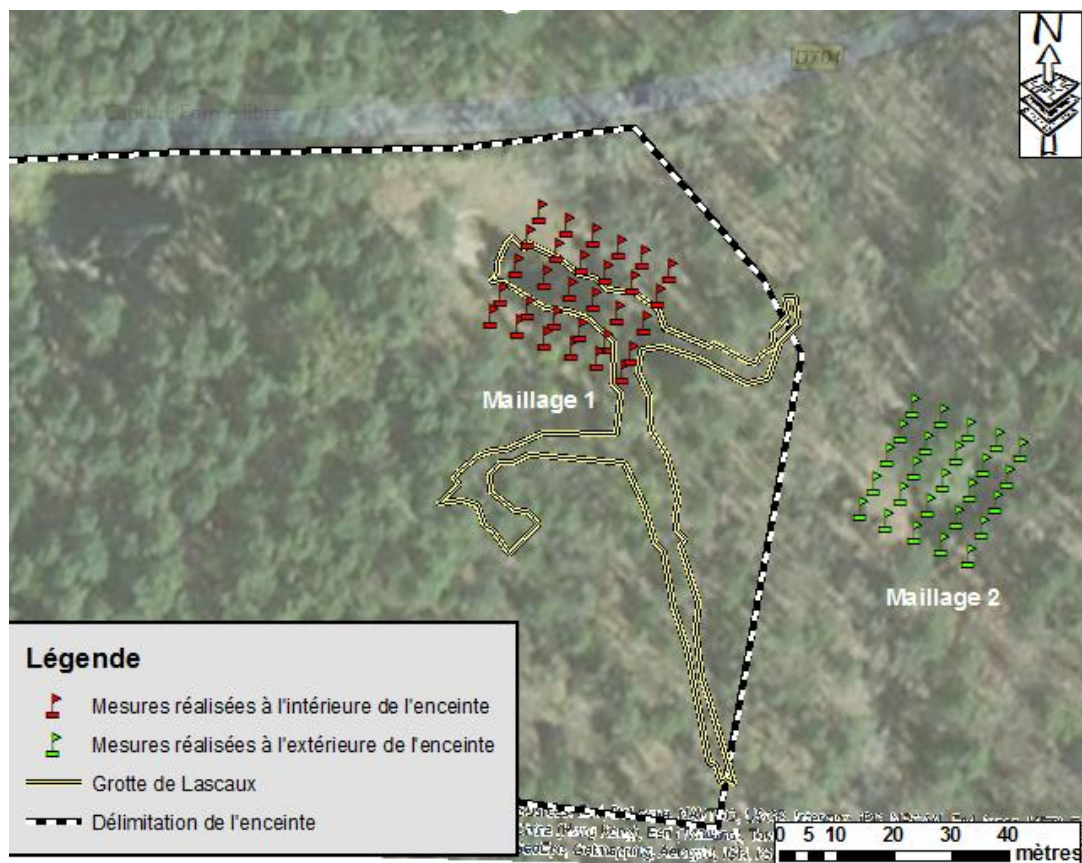 N
D701
Maillage 1
Maillage 2
Légende
Mesures réalisées à l'intérieure de l'enceinte
Mesures réalisées à l'extérieure de l'enceinte
Grotte de Lascaux
Délimitation de l'enceinte
0 5 10 20 30 40
mètres